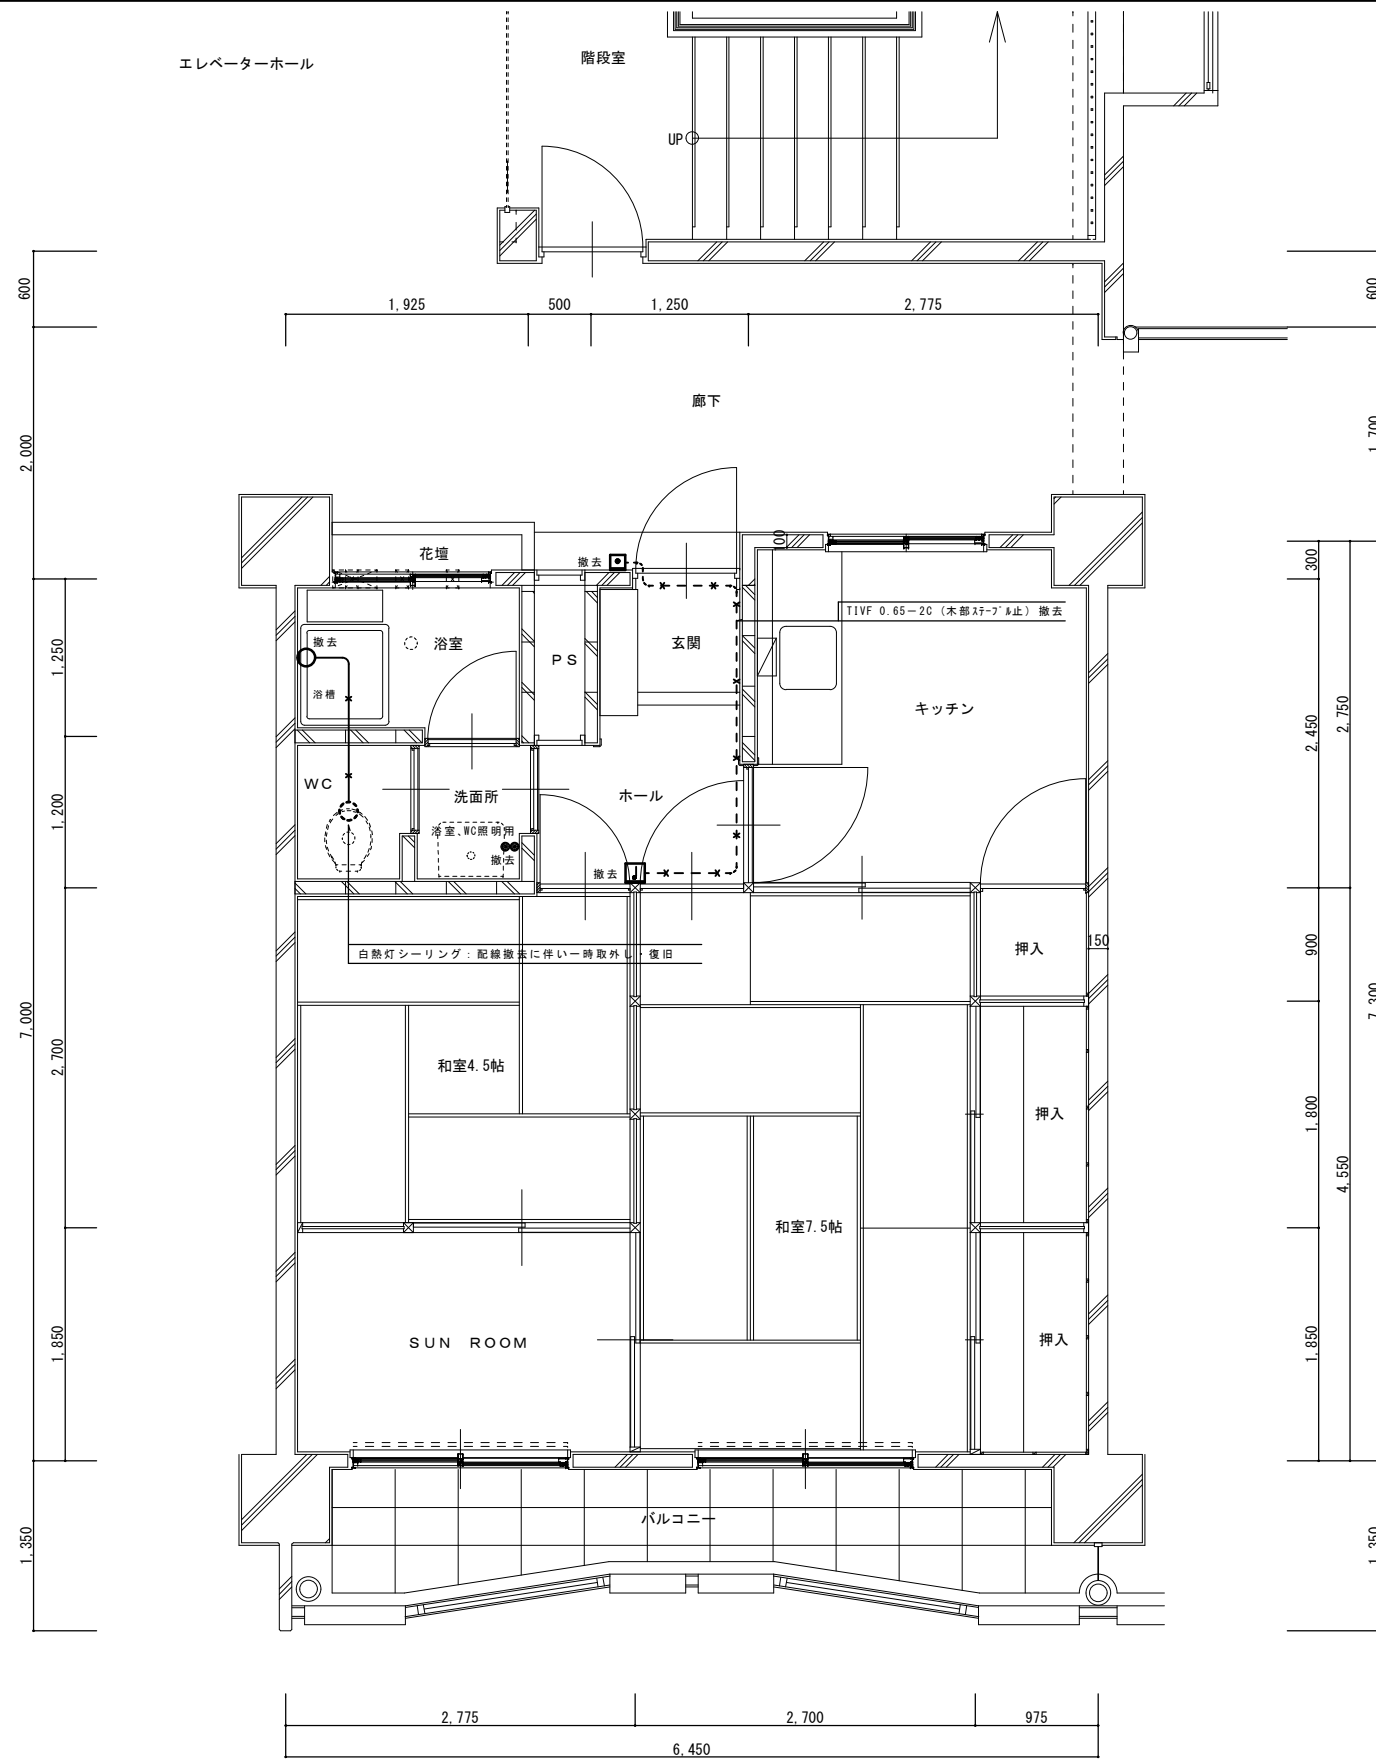 エレベーターホール
階段室
UP
600
600
1,925
500
1,250
2,775
廊下
2,000
1,700
花壇
撤去
100
300
TIVF 0.65－2C（木部ｽﾃｰﾌﾟﾙ止）撤去
撤去
浴室
玄関
PS
浴槽
キッチン
1,250
2,450
2,750
WC
洗面所
ホール
1,200
浴室､WC照明用
撤去
撤去
白熱灯シーリング：配線撤去に伴い一時取外し・復旧
押入
150
900
7,000
7,300
2,700
和室4.5帖
押入
1,800
4,550
和室7.5帖
SUN ROOM
押入
1,850
1,850
バルコニー
1,350
1,350
2,775
2,700
975
6,450